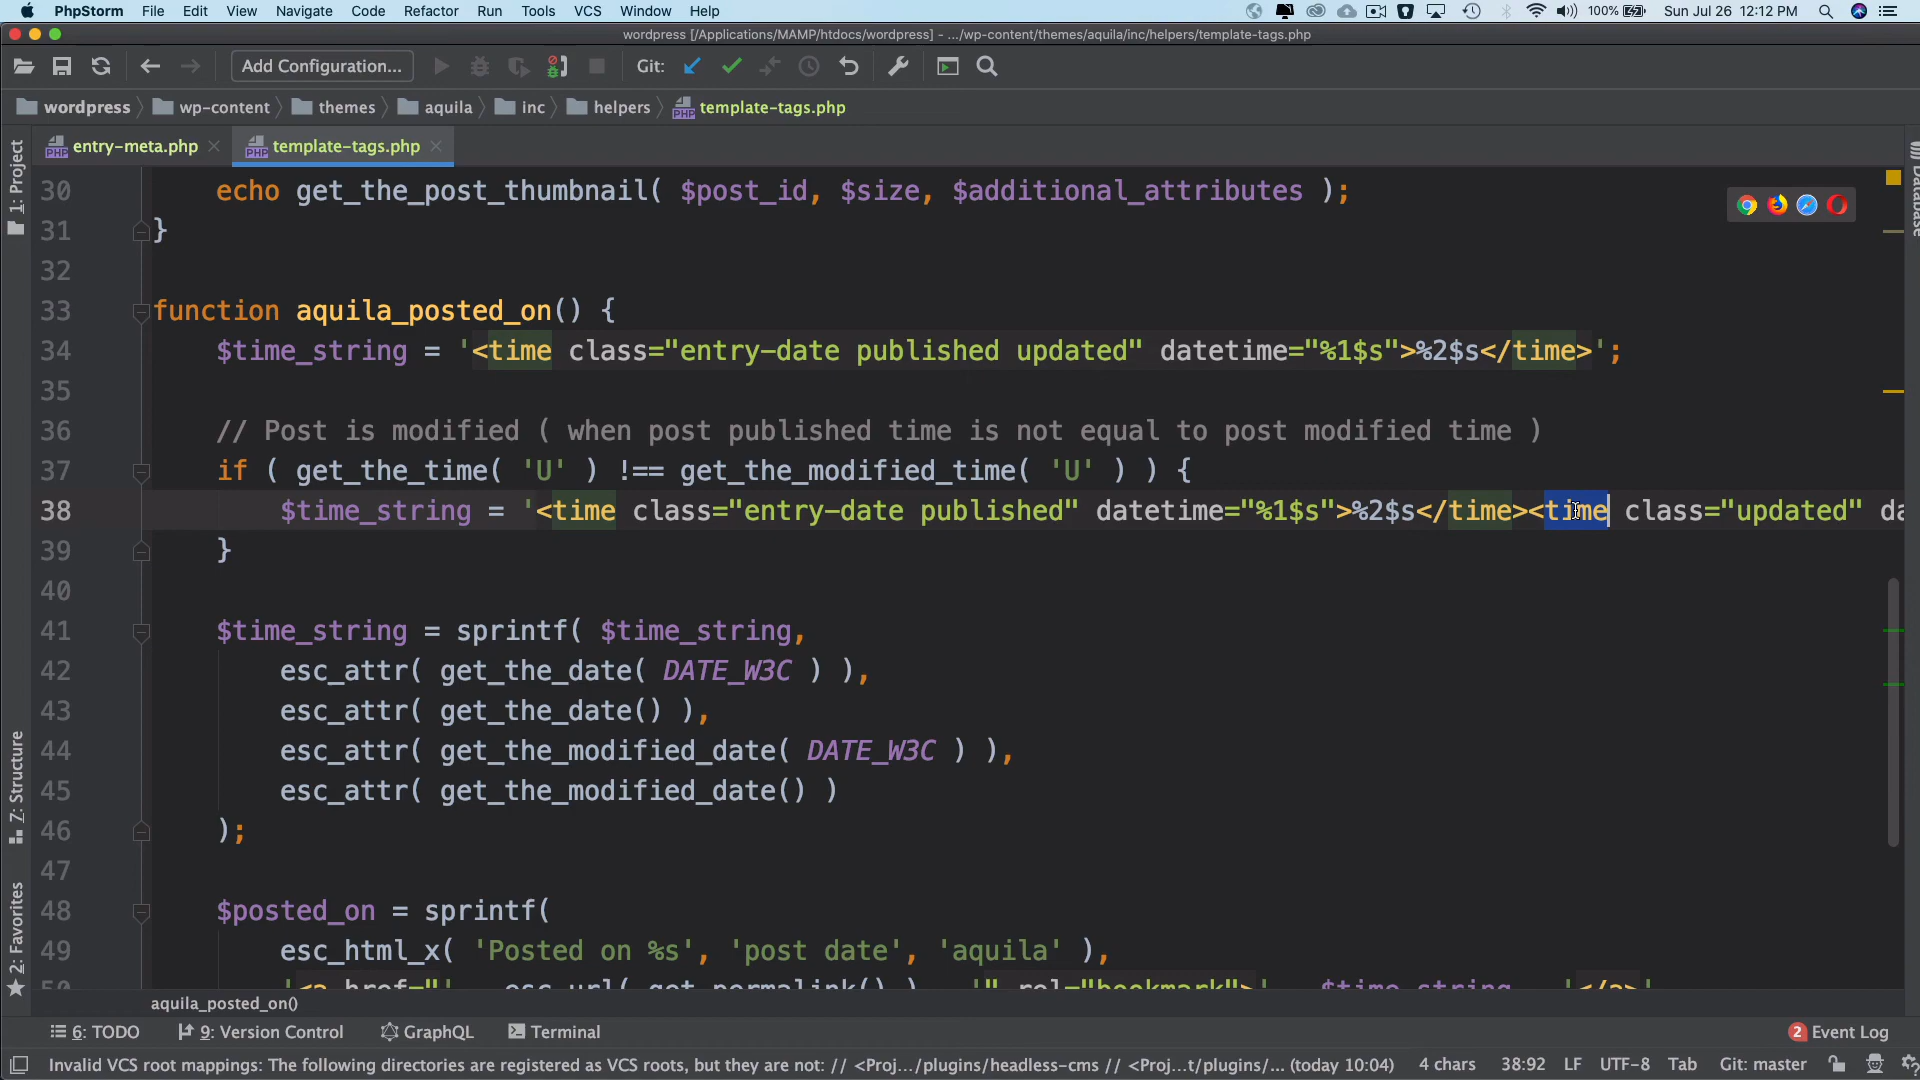 PhpStorm File Edit View Navigate Code Refactor Run Tools VCS Window Help 100% Sun Jul 26 12:12 PM
wordpress [/Applications/MAMP/htdocs/wordpress] - .../wp-content/themes/aquila/inc/helpers/template-tags.php
Add Configuration... Git:
wordpress wp-content themes aquila inc helpers template-tags.php
entry-meta.php template-tags.php
1: Project
Database
30 echo get_the_post_thumbnail( $post_id, $size, $additional_attributes );
31 }
32
33 function aquila_posted_on() {
34 $time_string = '<time class="entry-date published updated" datetime="%1$s">%2$s</time>';
35
36 // Post is modified ( when post published time is not equal to post modified time )
37 if ( get_the_time( 'U' ) !== get_the_modified_time( 'U' ) ) {
38 $time_string = '<time class="entry-date published" datetime="%1$s">%2$s</time><time class="updated" da
39 }
40
41 $time_string = sprintf( $time_string,
42 esc_attr( get_the_date( DATE_W3C ) ),
43 esc_attr( get_the_date() ),
44 esc_attr( get_the_modified_date( DATE_W3C ) ),
45 esc_attr( get_the_modified_date() )
46 );
47
48 $posted_on = sprintf(
49 esc_html_x( 'Posted on %s', 'post date', 'aquila' ),
50 '<a href="' . esc_url( get_permalink() ) . '" rel="bookmark">' . $time_string . '</a>'
7: Structure
2: Favorites
aquila_posted_on()
6: TODO 9: Version Control GraphQL Terminal 2 Event Log
Invalid VCS root mappings: The following directories are registered as VCS roots, but they are not: // <Proj.../plugins/headless-cms // <Proj...t/plugins/... (today 10:04) 4 chars 38:92 LF UTF-8 Tab Git: master